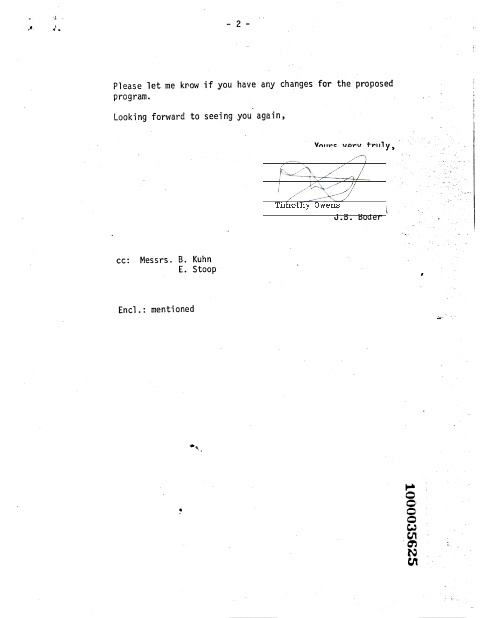 - 2 -
Please let me know if you have any changes for the proposed
program.
Looking forward to seeing you again,
Yours very truly,
Timothy Owens
J.B. Boder
cc: Messrs. B. Kuhn
E. Stoop
Encl.: mentioned
1000035625